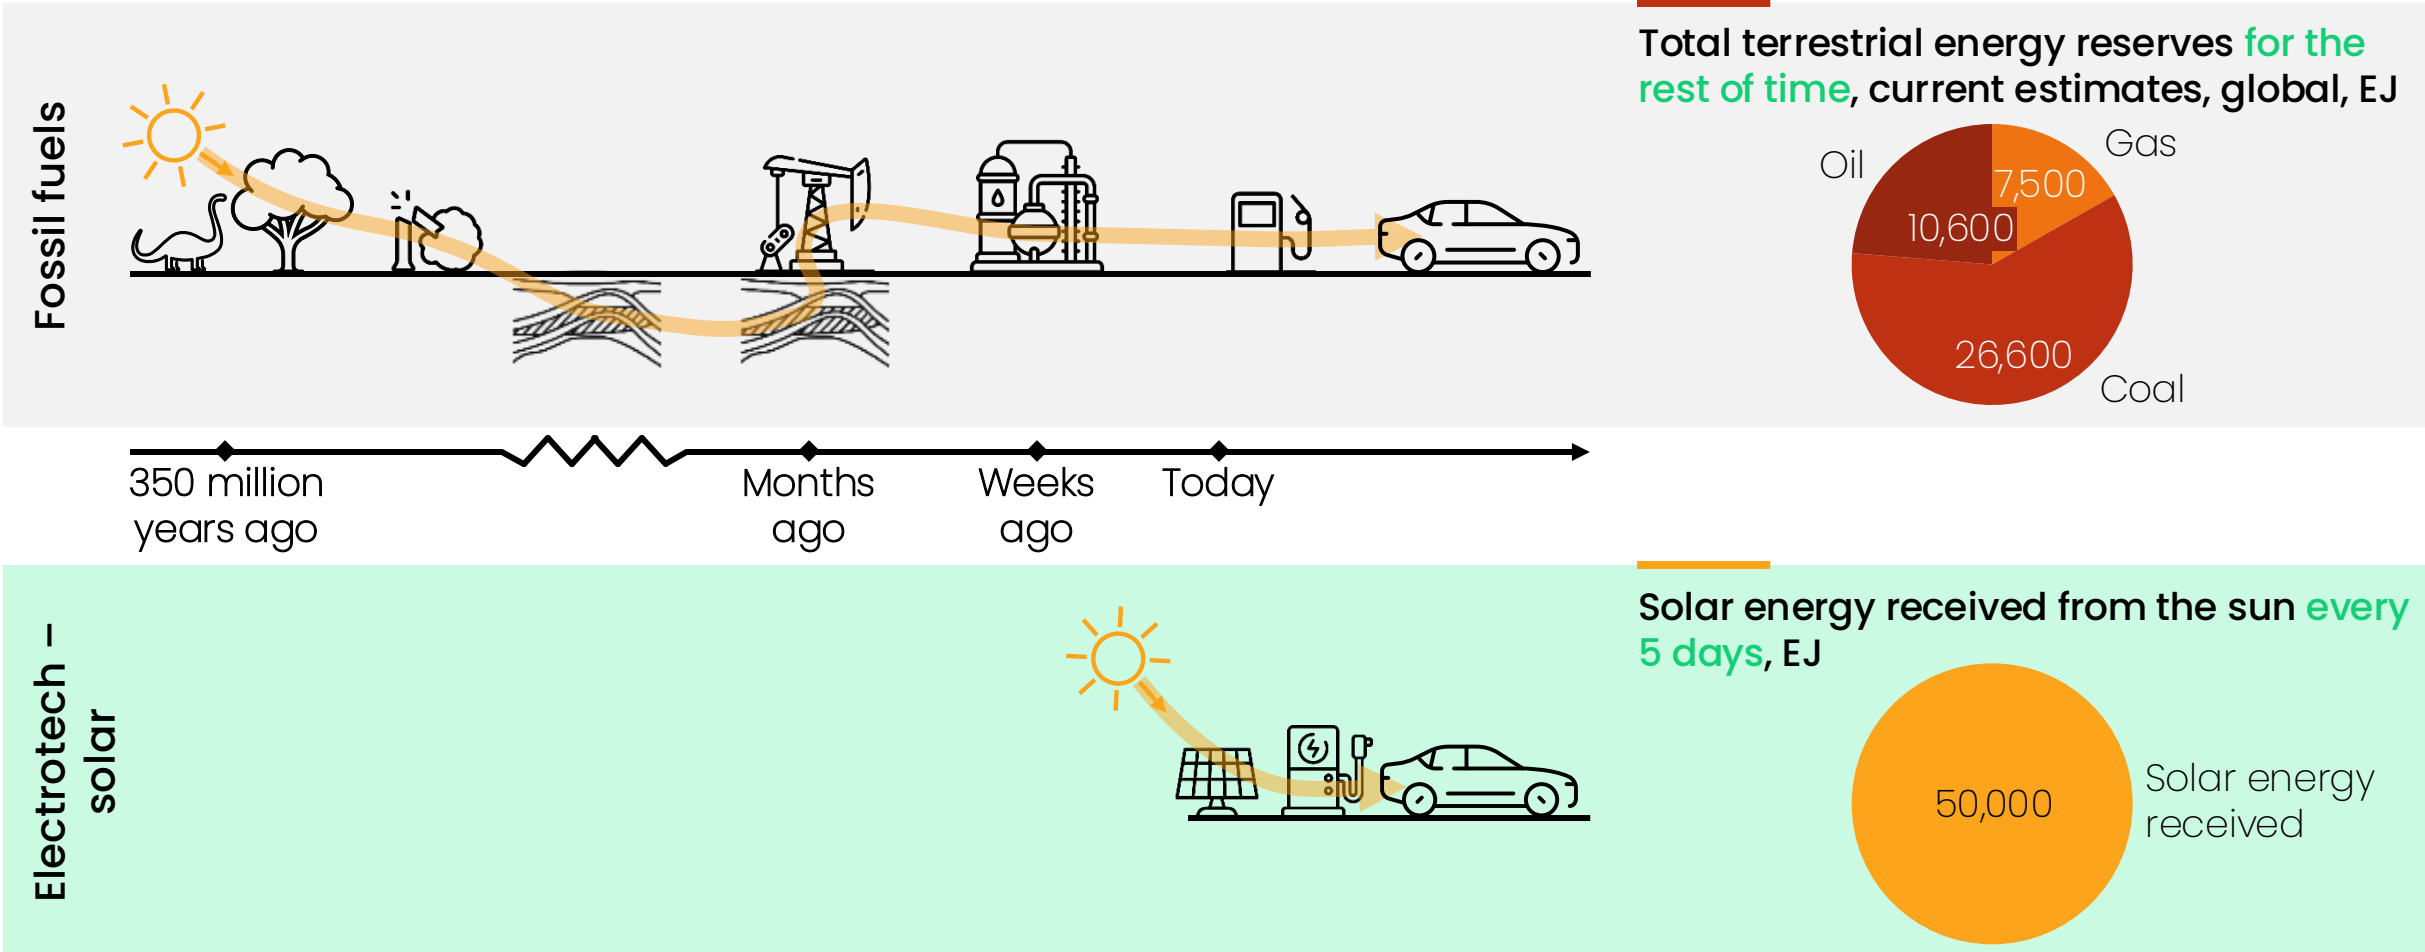 Fossil fuels
Total terrestrial energy reserves for the
rest of time, current estimates, global, EJ
Oil
Gas
7,500
10,600
26,600
Coal
350 million
years ago
Months
ago
Weeks
ago
Today
Electrotech –
solar
Solar energy received from the sun every
5 days, EJ
50,000
Solar energy
received